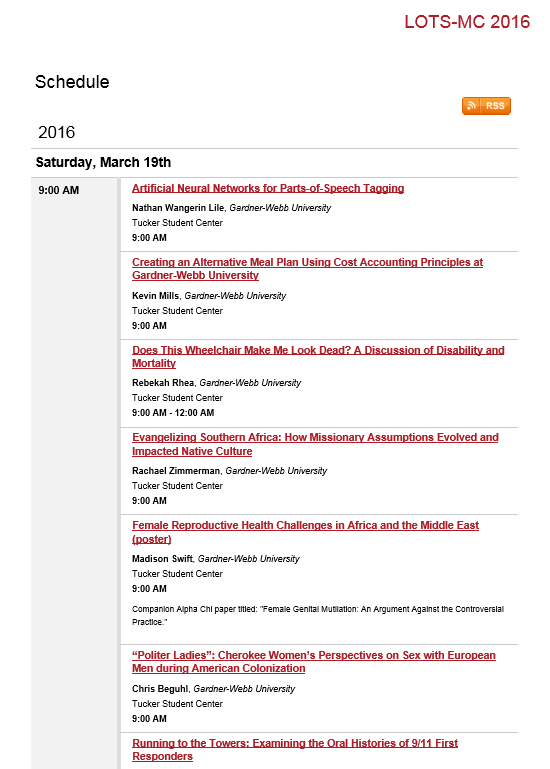 LOTS-MC 2016
Schedule
RSS
2016
Saturday, March 19th
9:00 AM
Artificial Neural Networks for Parts-of-Speech Tagging
Nathan Wangerin Lile, Gardner-Webb University
Tucker Student Center
9:00 AM
Creating an Alternative Meal Plan Using Cost Accounting Principles at
Gardner-Webb University
Kevin Mills, Gardner-Webb University
Tucker Student Center
9:00 AM
Does This Wheelchair Make Me Look Dead? A Discussion of Disability and
Mortality
Rebekah Rhea, Gardner-Webb University
Tucker Student Center
9:00 AM - 12:00 AM
Evangelizing Southern Africa: How Missionary Assumptions Evolved and
Impacted Native Culture
Rachael Zimmerman, Gardner-Webb University
Tucker Student Center
9:00 AM
Female Reproductive Health Challenges in Africa and the Middle East
(poster)
Madison Swift, Gardner-Webb University
Tucker Student Center
9:00 AM
Companion Alpha Chi paper titled: "Female Genital Mutilation: An Argument Against the Controversial
Practice."
“Politer Ladies”: Cherokee Women’s Perspectives on Sex with European
Men during American Colonization
Chris Beguhl, Gardner-Webb University
Tucker Student Center
9:00 AM
Running to the Towers: Examining the Oral Histories of 9/11 First
Responders